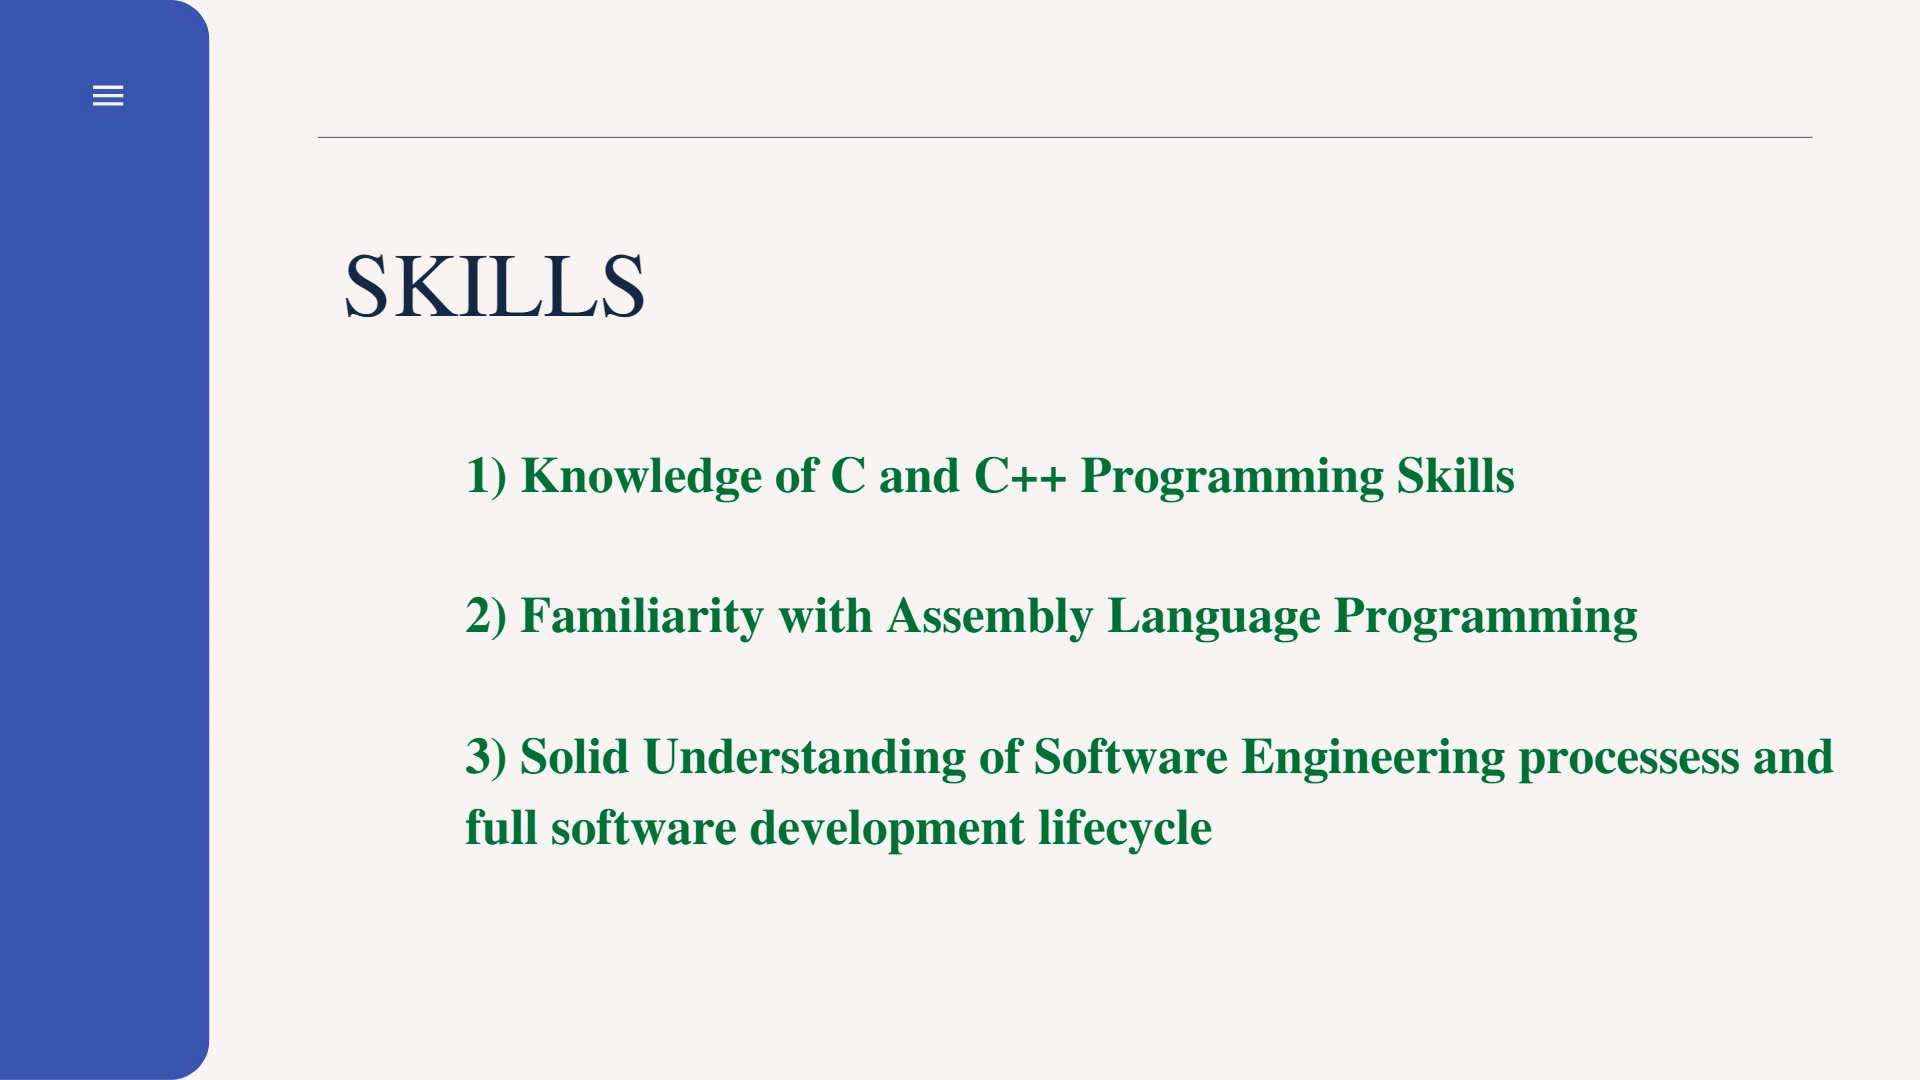 SKILLS
1) Knowledge of C and C++ Programming Skills
2) Familiarity with Assembly Language Programming
3) Solid Understanding of Software Engineering processess and
full software development lifecycle